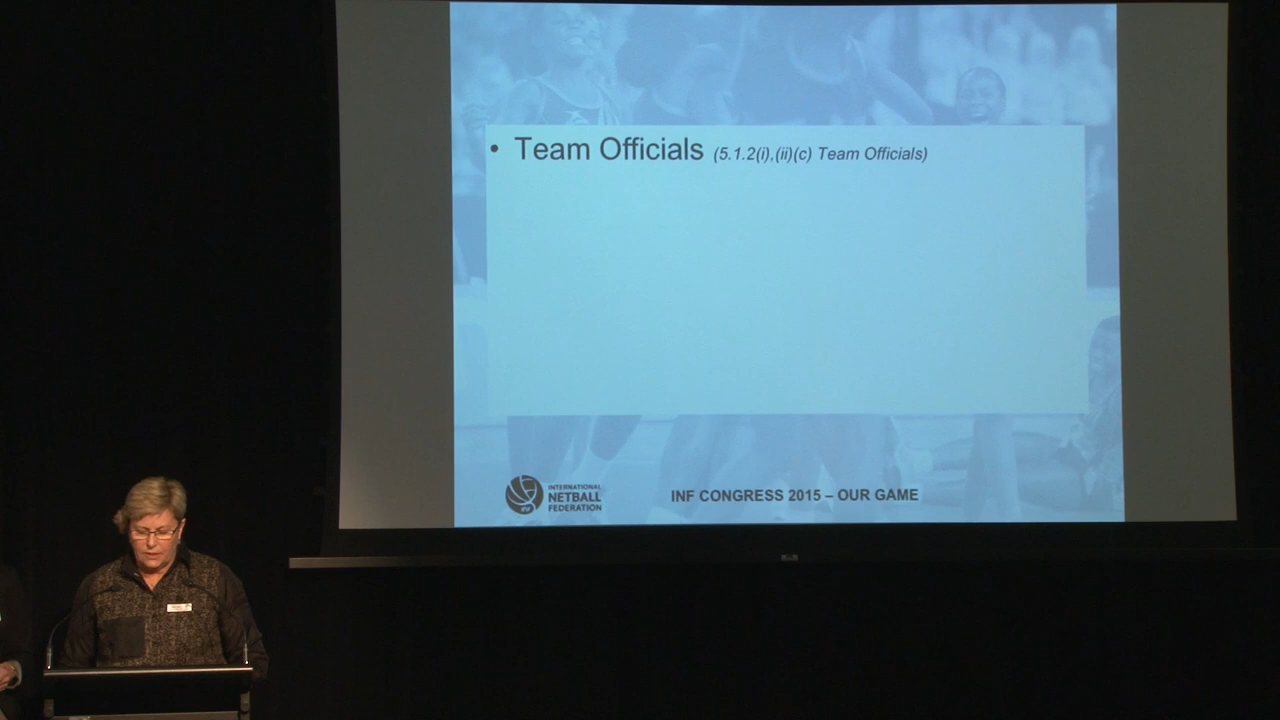 • Team Officials (5.1.2(i),(ii)(c) Team Officials)
INTERNATIONAL
NETBALL
FEDERATION
INF CONGRESS 2015 – OUR GAME